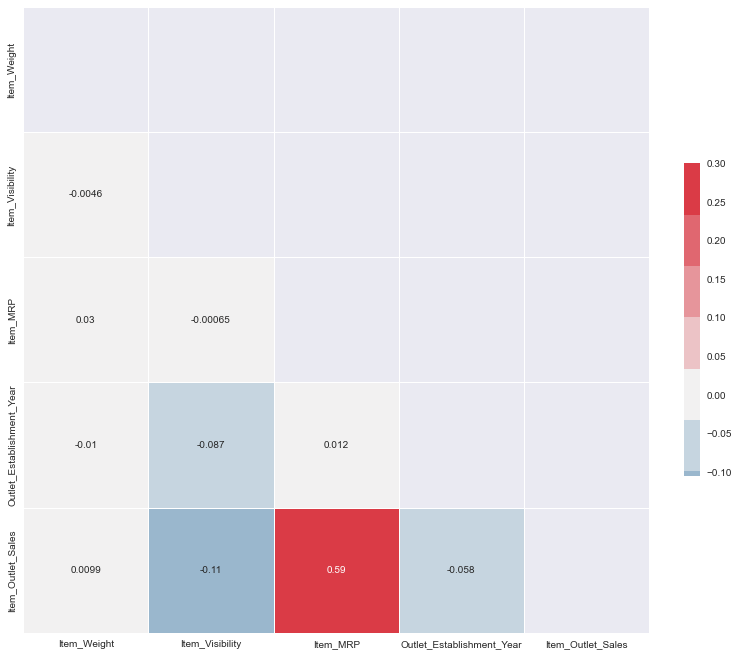 Item_Weight
Item_Visibility
-0.0046
Item_MRP
0.03
-0.00065
Outlet_Establishment_Year
-0.01
-0.087
0.012
Item_Outlet_Sales
0.0099
-0.11
0.59
-0.058
Item_Weight
Item_Visibility
Item_MRP
Outlet_Establishment_Year
Item_Outlet_Sales
0.30
0.25
0.20
0.15
0.10
0.05
0.00
−0.05
−0.10